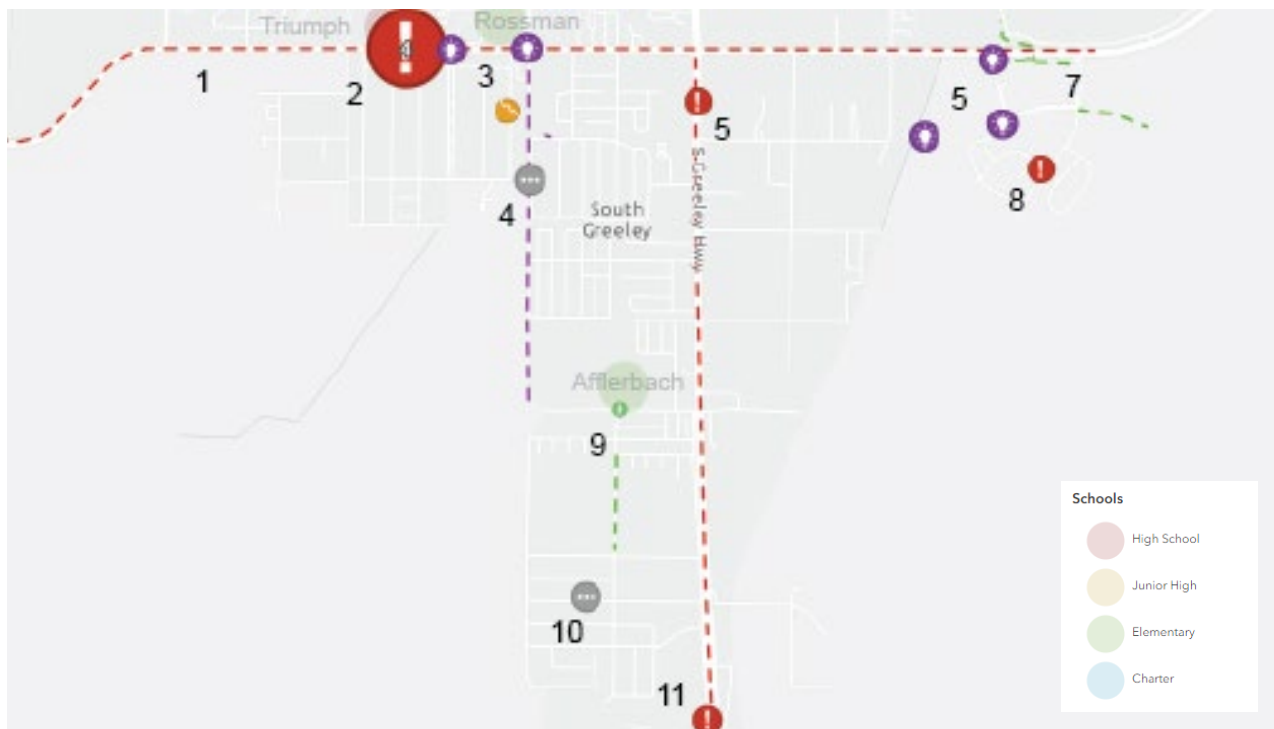 Triumph
Rossman
4
1
2
3
5
5
7
8
S Greeley Hwy
4
South
Greeley
Afflerbach
9
10
11
Schools
High School
Junior High
Elementary
Charter